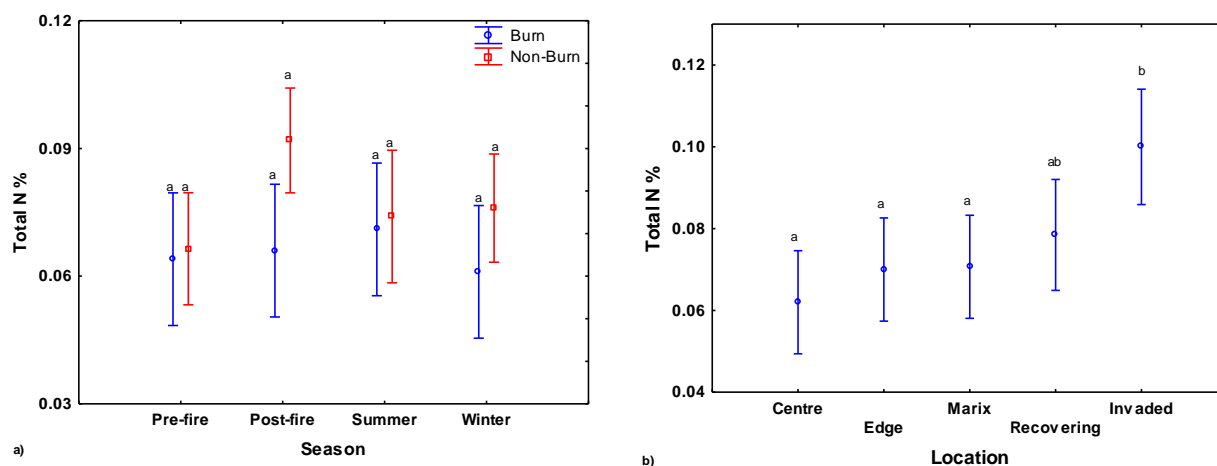 0.12
0.09
0.06
0.03
Total N %
Burn
Non-Burn
a
a a a
a a a a
Pre-fire Post-fire Summer Winter
Season
a)
0.12
0.10
0.08
0.06
0.04
Total N %
a
a
a
ab
b
Centre Marix Invaded
Edge Recovering
Location
b)